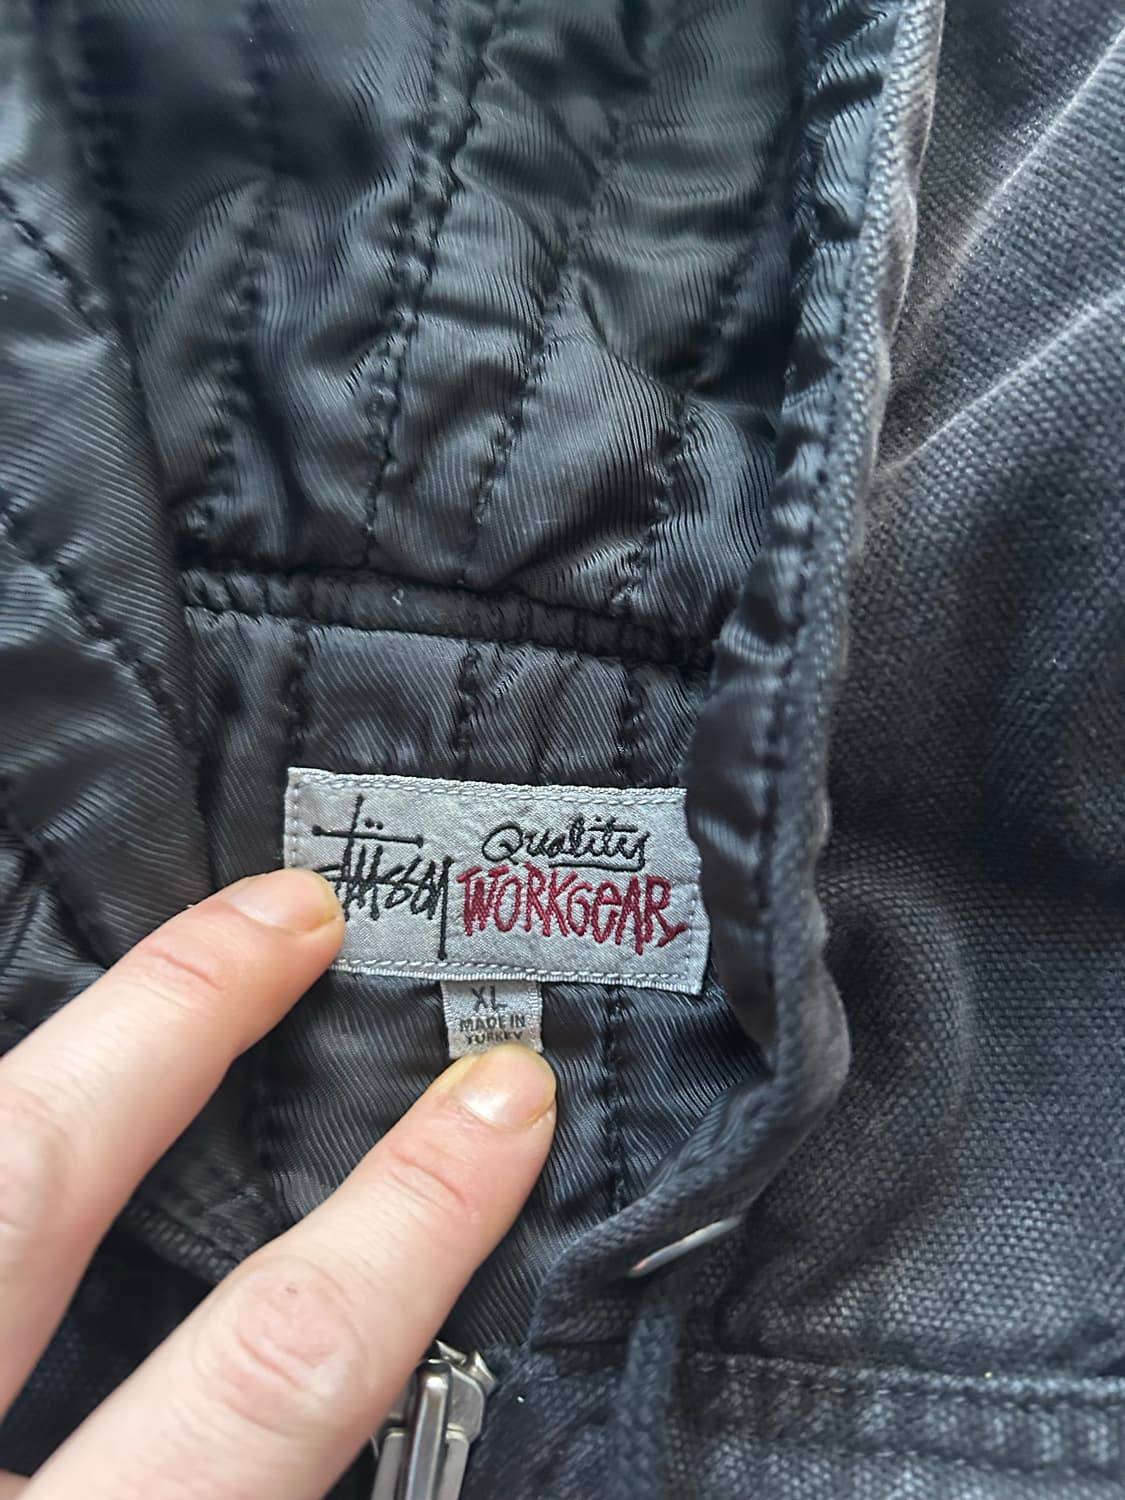 Stüssy
Quality
WORKGEAR
XL
MADE IN
TURKEY